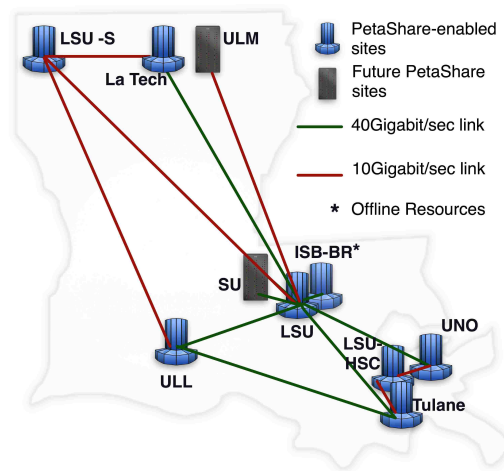 LSU -S
La Tech
ULM
PetaShare-enabled
sites
Future PetaShare
sites
40Gigabit/sec link
10Gigabit/sec link
* Offline Resources
ISB-BR*
SU
LSU
LSU-
HSC
UNO
ULL
Tulane